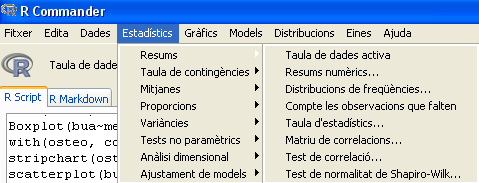 R Commander
Fitxer Edita Dades Estadístics Gràfics Models Distribucions Eines Ajuda
R Taula de dade
R Script R Markdown
Boxplot(bua~me
with(osteo, co
stripchart(ost
scatterplot(bu
Resums
Taula de contingències
Mitjanes
Proporcions
Variàncies
Tests no paramètrics
Anàlisi dimensional
Ajustament de models
Taula de dades activa
Resums numèrics...
Distribucions de freqüències...
Compte les observacions que falten
Taula d'estadístics...
Matriu de correlacions...
Test de correlació...
Test de normalitat de Shapiro-Wilk...